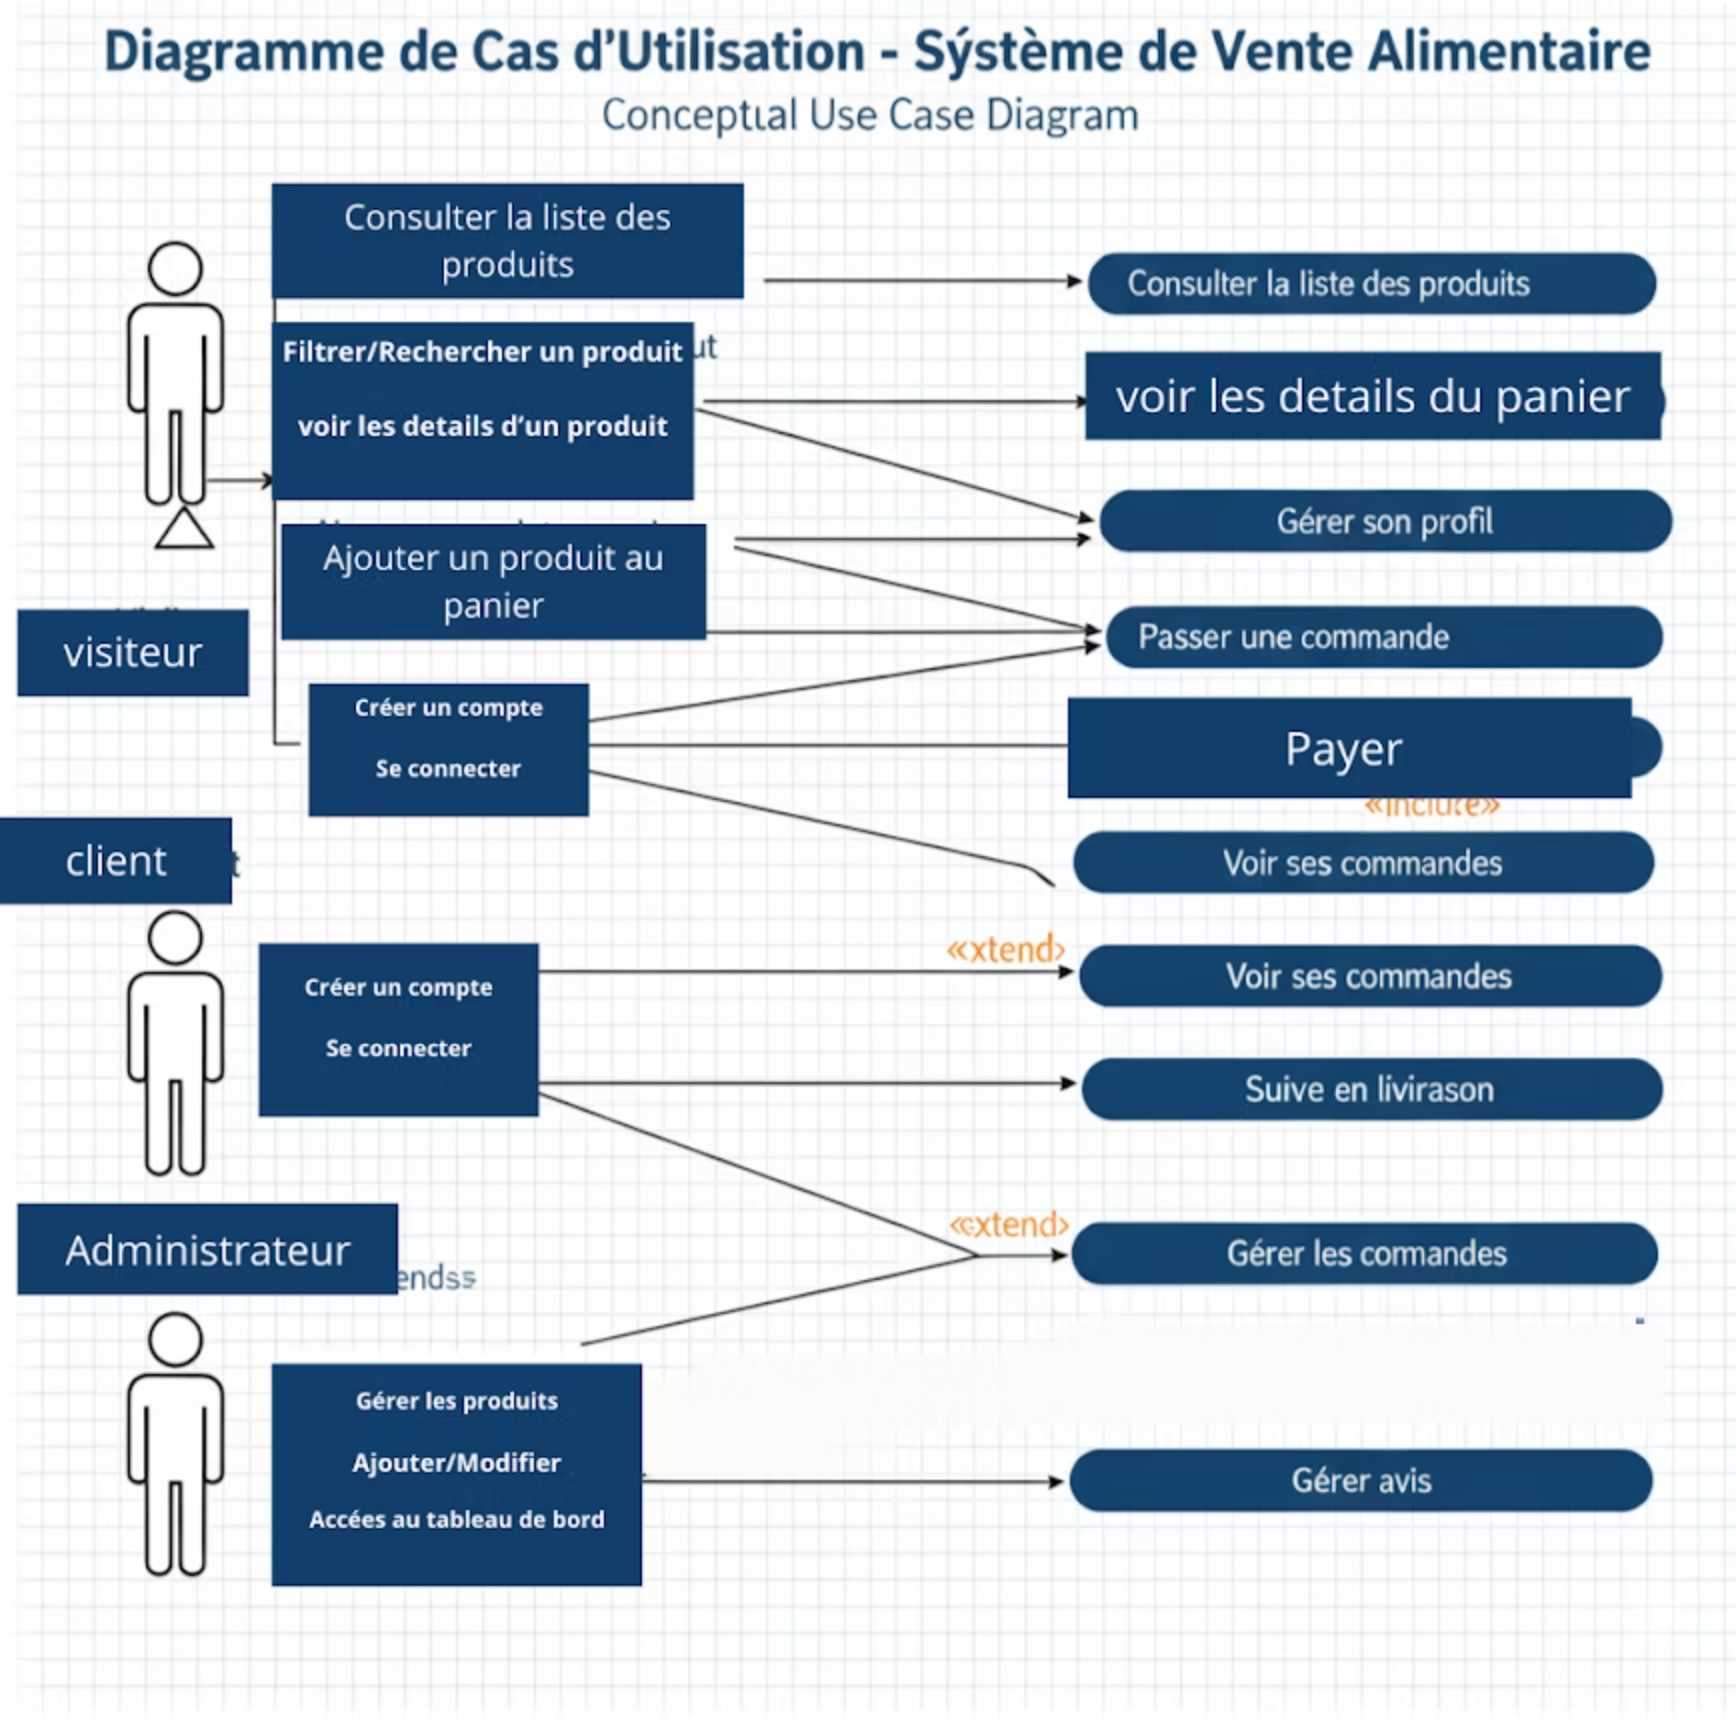 Diagramme de Cas d'Utilisation - Sýstème de Vente Alimentaire
Conceptual Use Case Diagram
Consulter la liste des
produits
Consulter la liste des produits
Filtrer/Rechercher un produit
voir les details d'un produit
voir les details du panier
Gérer son profil
Ajouter un produit au
panier
Passer une commande
visiteur
Créer un compte
Se connecter
Payer
«inclure»
client
Voir ses commandes
«xtend›
Créer un compte
Se connecter
Voir ses commandes
Suive en livirason
Administrateur
«extend›
Gérer les commandes
Gérer les produits
Ajouter/Modifier
Accées au tableau de bord
Gérer avis